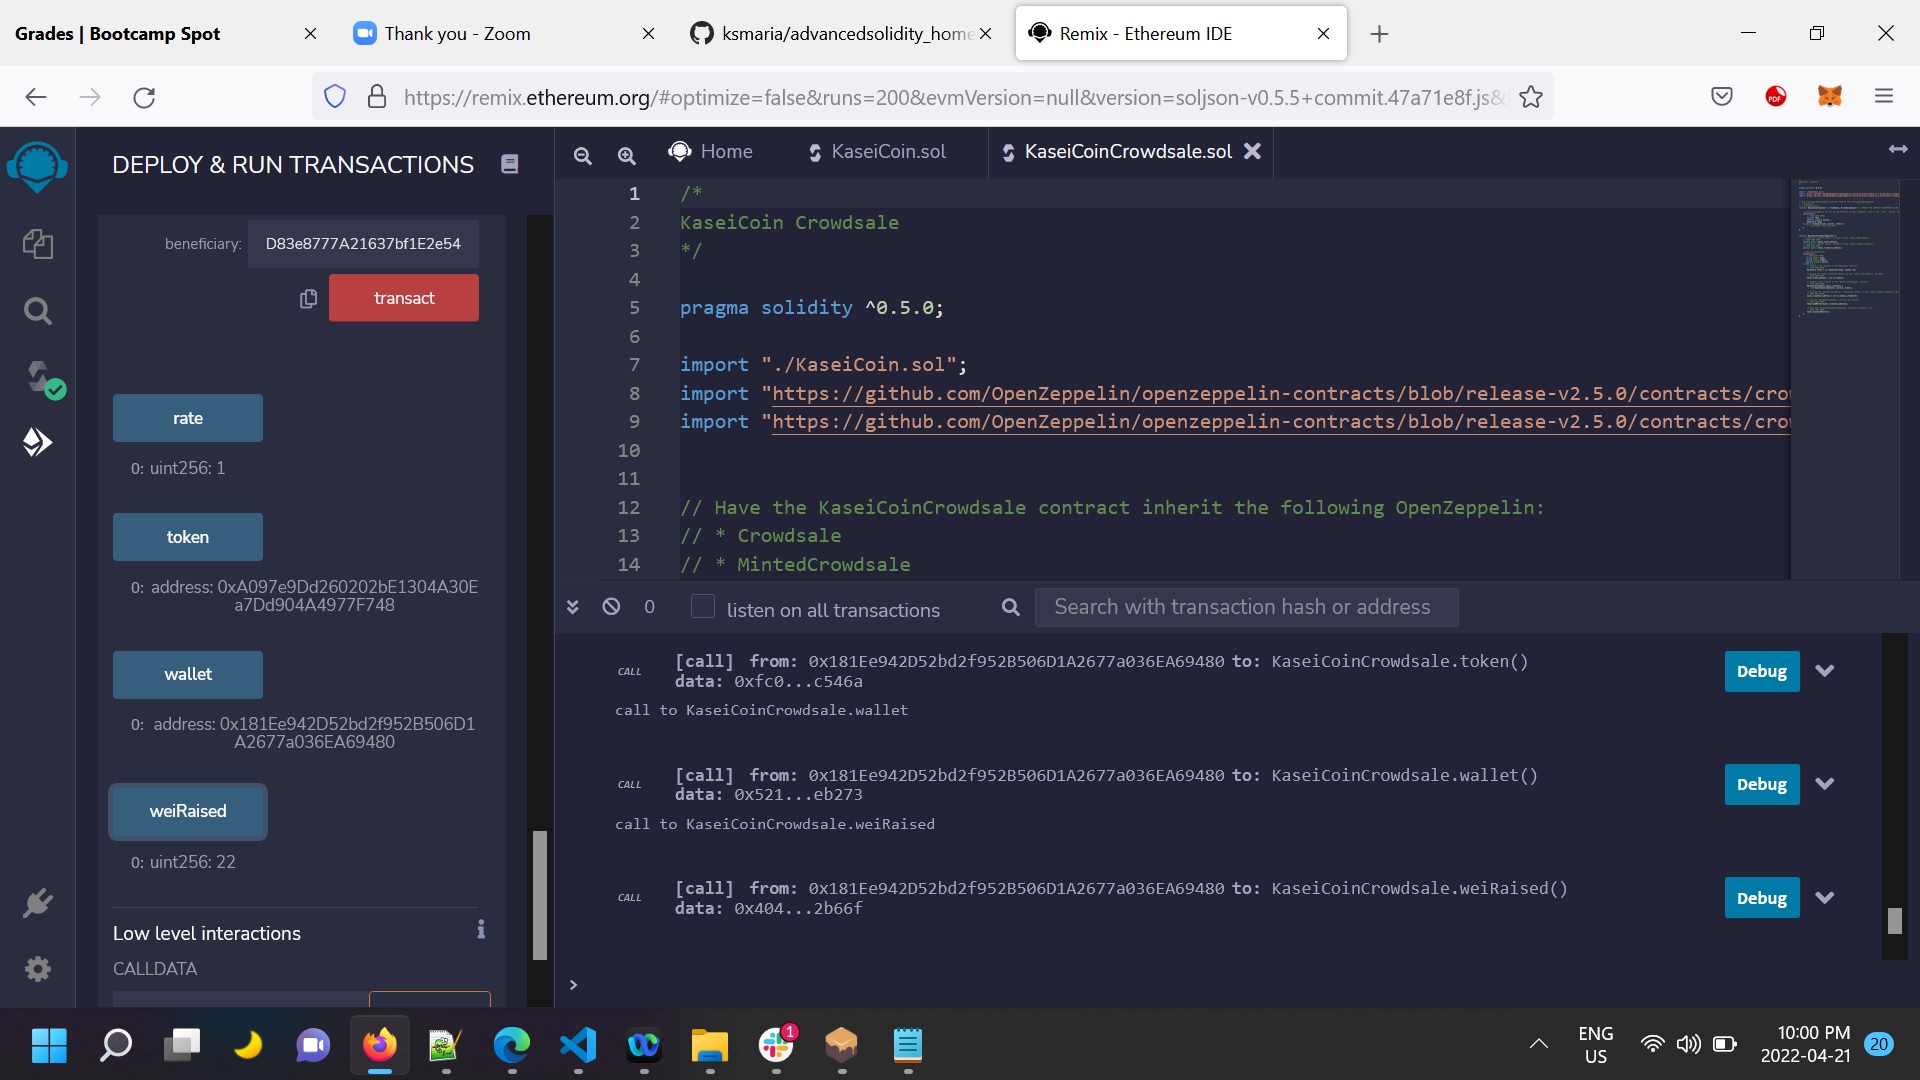 Grades | Bootcamp Spot
Thank you - Zoom
ksmaria/advancedsolidity_home
Remix - Ethereum IDE
https://remix.ethereum.org/#optimize=false&runs=200&evmVersion=null&version=soljson-v0.5.5+commit.47a71e8f.js&
PDF
DEPLOY & RUN TRANSACTIONS
beneficiary: D83e8777A21637bf1E2e54
transact
rate
0: uint256: 1
token
0: address: 0xA097e9Dd260202bE1304A30E
a7Dd904A4977F748
wallet
0: address: 0x181Ee942D52bd2f952B506D1
A2677a036EA69480
weiRaised
0: uint256: 22
Low level interactions
CALLDATA
Home
KaseiCoin.sol
KaseiCoinCrowdsale.sol
1 /*
2 KaseiCoin Crowdsale
3 */
4
5 pragma solidity ^0.5.0;
6
7 import "./KaseiCoin.sol";
8 import "https://github.com/OpenZeppelin/openzeppelin-contracts/blob/release-v2.5.0/contracts/cro
9 import "https://github.com/OpenZeppelin/openzeppelin-contracts/blob/release-v2.5.0/contracts/cro
10
11
12 // Have the KaseiCoinCrowdsale contract inherit the following OpenZeppelin:
13 // * Crowdsale
14 // * MintedCrowdsale
0
listen on all transactions
Search with transaction hash or address
CALL [call] from: 0x181Ee942D52bd2f952B506D1A2677a036EA69480 to: KaseiCoinCrowdsale.token()
data: 0xfc0...c546a
Debug
call to KaseiCoinCrowdsale.wallet
CALL [call] from: 0x181Ee942D52bd2f952B506D1A2677a036EA69480 to: KaseiCoinCrowdsale.wallet()
data: 0x521...eb273
Debug
call to KaseiCoinCrowdsale.weiRaised
CALL [call] from: 0x181Ee942D52bd2f952B506D1A2677a036EA69480 to: KaseiCoinCrowdsale.weiRaised()
data: 0x404...2b66f
Debug
>
1
ENG
US
10:00 PM
2022-04-21
20